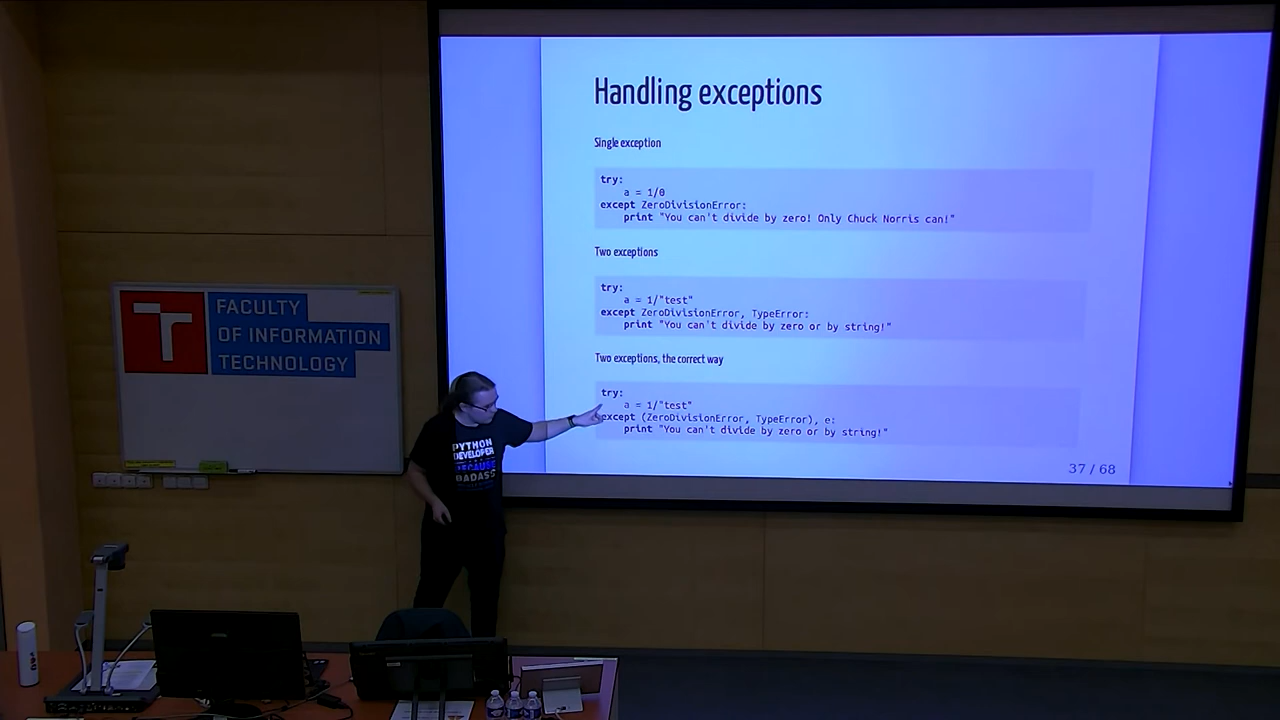 Handling exceptions
Single exception
try:
    a = 1/0
except ZeroDivisionError:
    print "You can't divide by zero! Only Chuck Norris can!"
Two exceptions
try:
    a = 1/"test"
except ZeroDivisionError, TypeError:
    print "You can't divide by zero or by string!"
Two exceptions, the correct way
try:
    a = 1/"test"
except (ZeroDivisionError, TypeError), e:
    print "You can't divide by zero or by string!"
37 / 68
T
FACULTY
OF INFORMATION
TECHNOLOGY
PYTHON
DEVELOPER
BECAUSE
BADASS